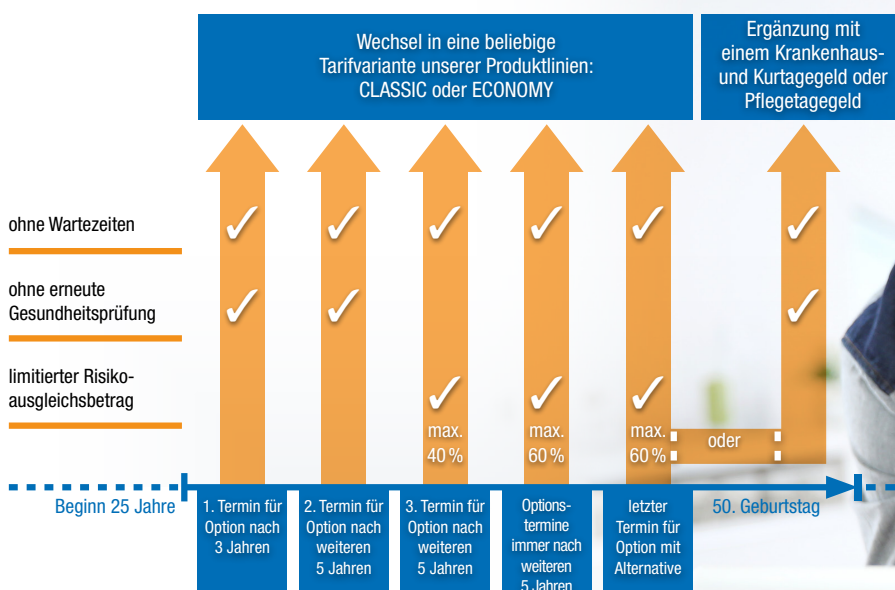 Wechsel in eine beliebige
Tarifvariante unserer Produktlinien:
CLASSIC oder ECONOMY
Ergänzung mit
einem Krankenhaus-
und Kurtagegeld oder
Pflegetagegeld
ohne Wartezeiten
ohne erneute
Gesundheitsprüfung
limitierter Risiko-
ausgleichsbetrag
max.
40 %
max.
60 %
max.
60 %
oder
Beginn 25 Jahre
1. Termin für
Option nach
3 Jahren
2. Termin für
Option nach
weiteren
5 Jahren
3. Termin für
Option nach
weiteren
5 Jahren
Options-
termine
immer nach
weiteren
5 Jahren
letzter
Termin für
Option mit
Alternative
50. Geburtstag